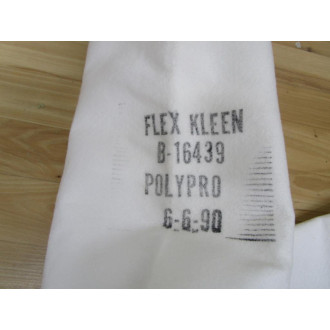 FLEX KLEEN
B-16439
POLYPRO
6-6-90